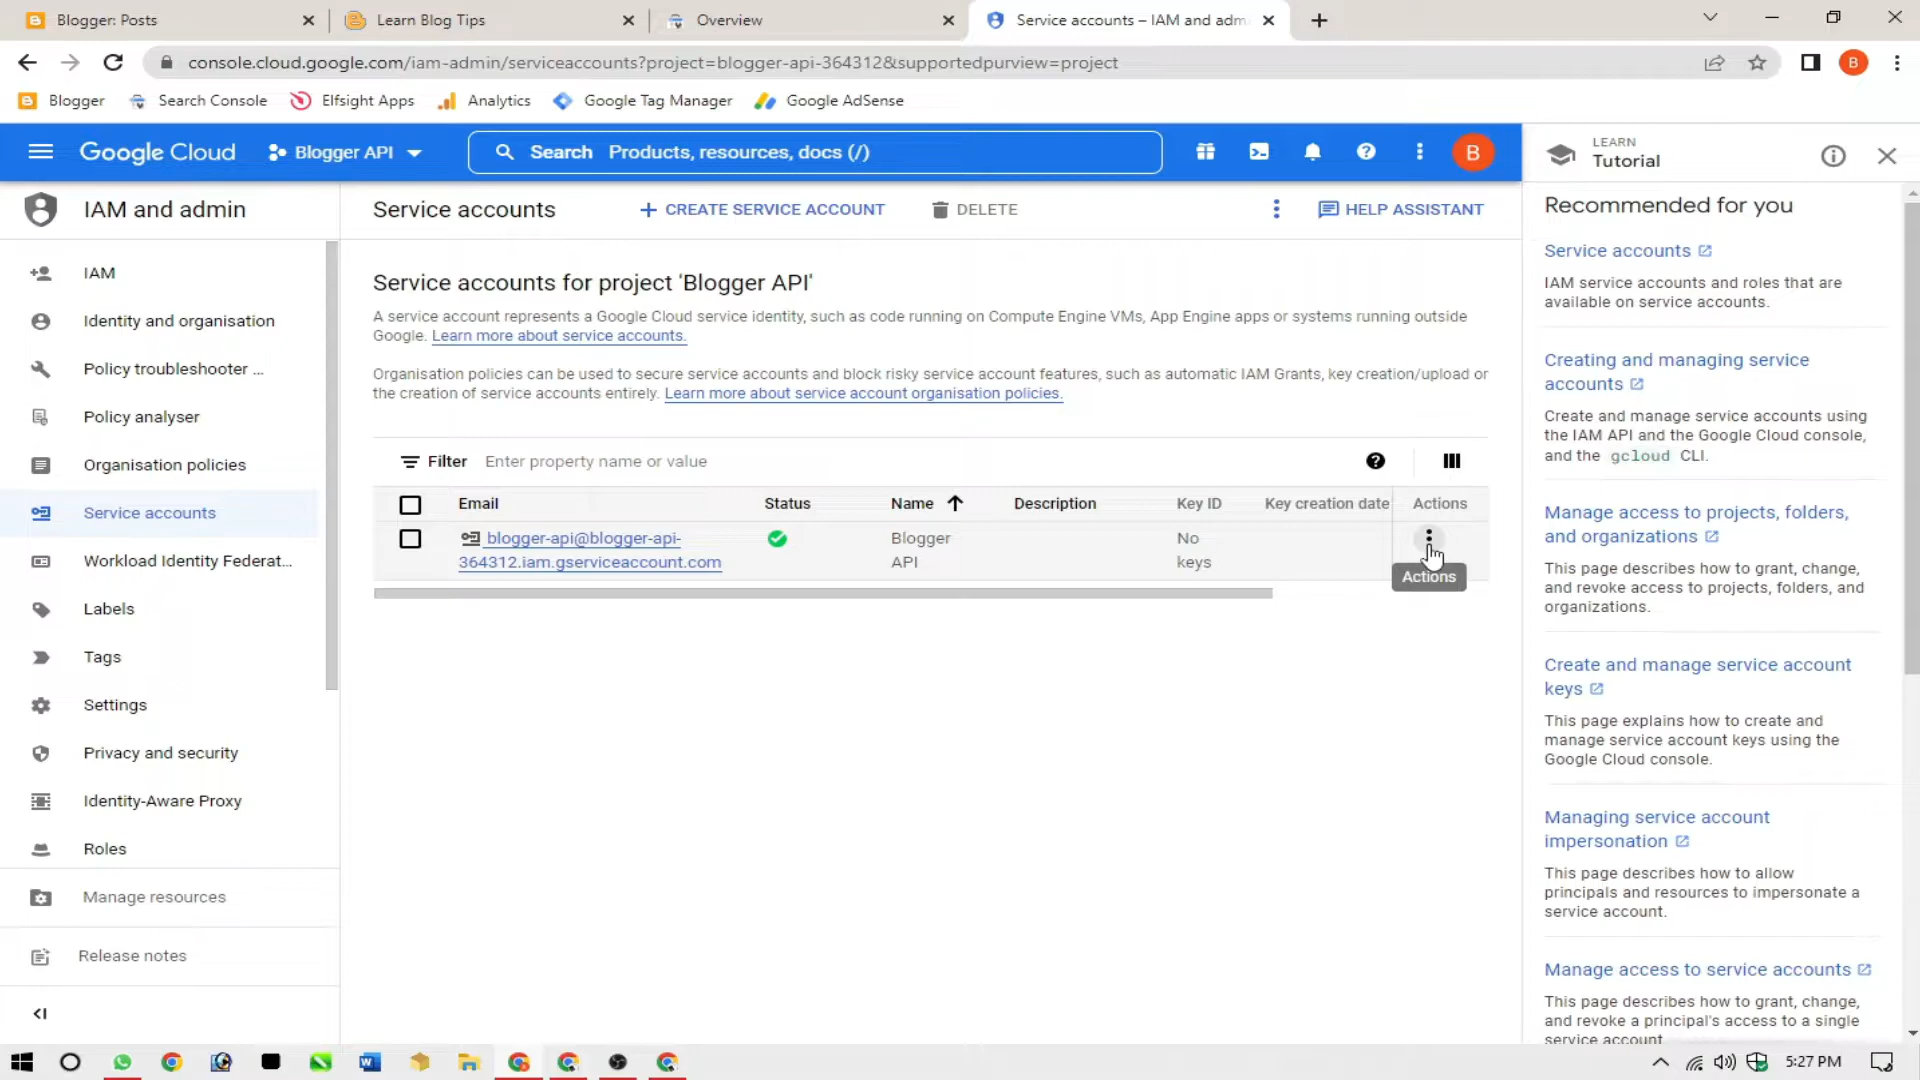 Blogger: Posts
Learn Blog Tips
Overview
Service accounts – IAM and adm
console.cloud.google.com/iam-admin/serviceaccounts?project=blogger-api-364312&supportedpurview=project
B
Blogger
Search Console
Elfsight Apps
Analytics
Google Tag Manager
Google AdSense
Google Cloud
Blogger API
Search Products, resources, docs (/)
B
LEARN
Tutorial
IAM and admin
Service accounts
CREATE SERVICE ACCOUNT
DELETE
HELP ASSISTANT
IAM
Identity and organisation
Policy troubleshooter ...
Policy analyser
Organisation policies
Service accounts
Workload Identity Federat...
Labels
Tags
Settings
Privacy and security
Identity-Aware Proxy
Roles
Manage resources
Release notes
Service accounts for project 'Blogger API'
A service account represents a Google Cloud service identity, such as code running on Compute Engine VMs, App Engine apps or systems running outside
Google. Learn more about service accounts.
Organisation policies can be used to secure service accounts and block risky service account features, such as automatic IAM Grants, key creation/upload or
the creation of service accounts entirely. Learn more about service account organisation policies.
Filter Enter property name or value
Email Status Name Description Key ID Key creation date Actions
blogger-api@blogger-api- Blogger No
364312.iam.gserviceaccount.com API keys
Actions
Recommended for you
Service accounts
IAM service accounts and roles that are
available on service accounts.
Creating and managing service
accounts
Create and manage service accounts using
the IAM API and the Google Cloud console,
and the gcloud CLI.
Manage access to projects, folders,
and organizations
This page describes how to grant, change,
and revoke access to projects, folders, and
organizations.
Create and manage service account
keys
This page explains how to create and
manage service account keys using the
Google Cloud console.
Managing service account
impersonation
This page describes how to allow
principals and resources to impersonate a
service account.
Manage access to service accounts
This page describes how to grant, change,
and revoke a principal's access to a single
service account.
5:27 PM